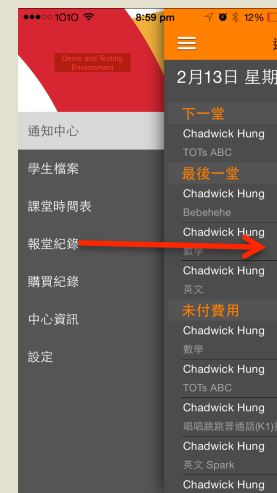 1010
8:59 pm
12%
Demo and Testing
Environment
通知中心
學生檔案
課堂時間表
報堂紀錄
購買紀錄
中心資訊
設定
2月13日 星期
下一堂
Chadwick Hung
TOTs ABC
最後一堂
Chadwick Hung
Bebehehe
Chadwick Hung
數學
Chadwick Hung
英文
未付費用
Chadwick Hung
數學
Chadwick Hung
TOTs ABC
Chadwick Hung
唱唱跳跳普通話(K1)
Chadwick Hung
英文 Spark
Chadwick Hung